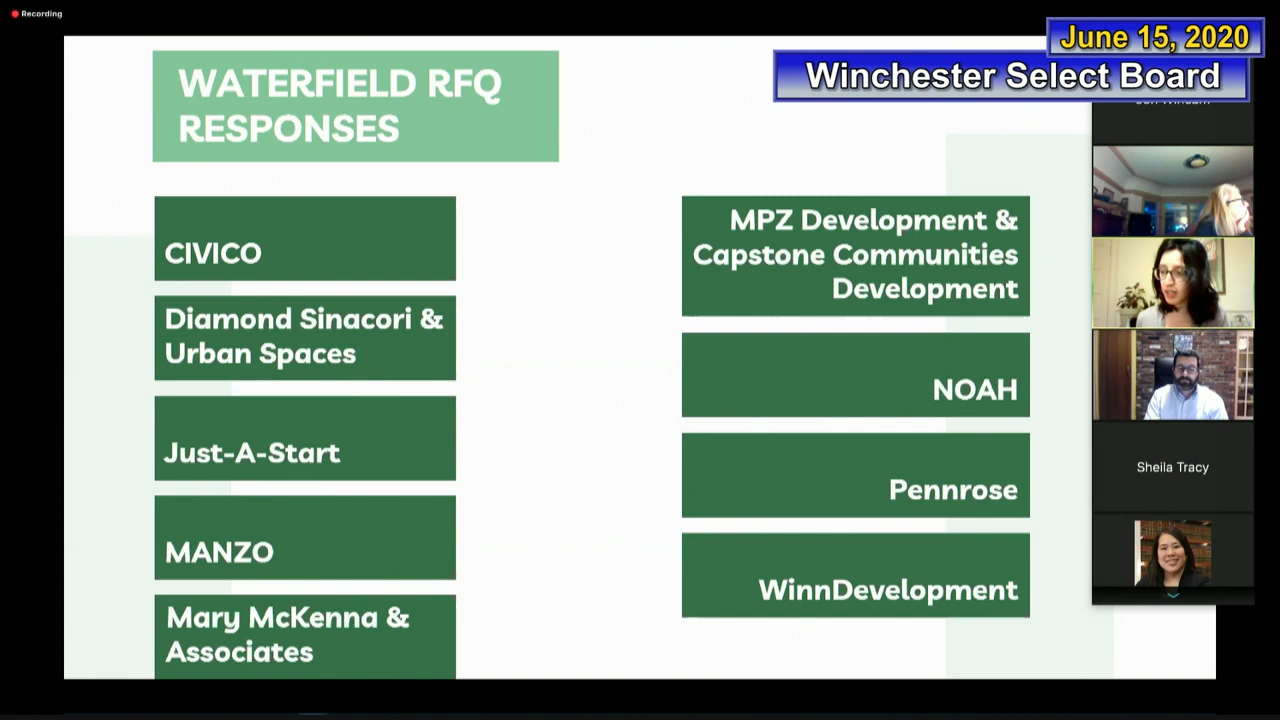 Recording
June 15, 2020
Winchester Select Board
WATERFIELD RFQ
RESPONSES
CIVICO
Diamond Sinacori &
Urban Spaces
Just-A-Start
MANZO
Mary McKenna &
Associates
MPZ Development &
Capstone Communities
Development
NOAH
Pennrose
WinnDevelopment
Sheila Tracy